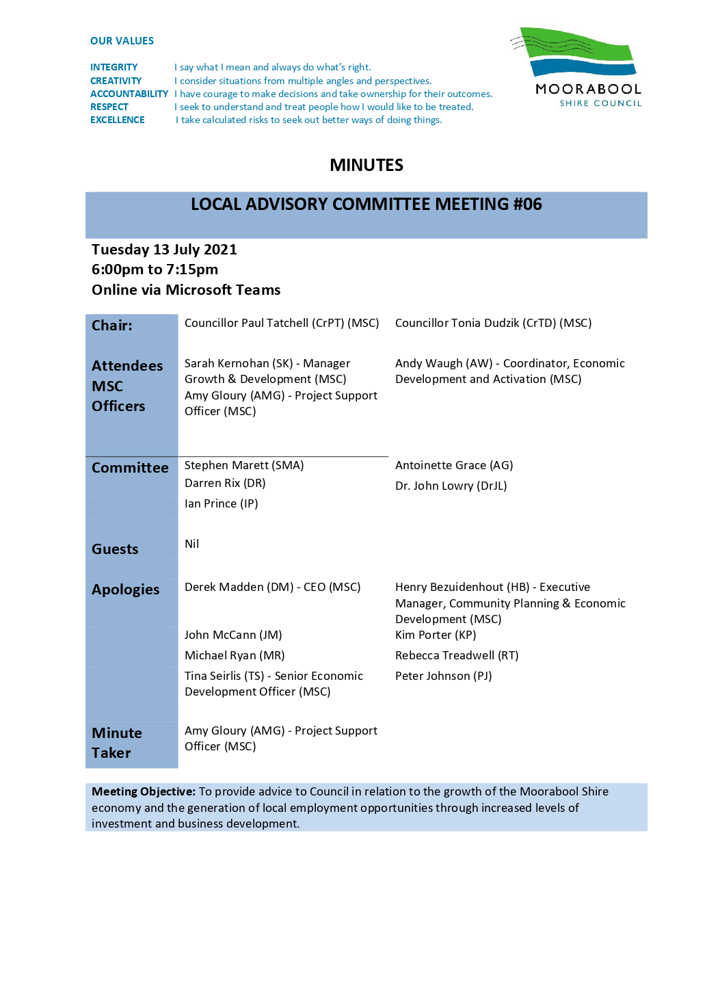 OUR VALUES
INTEGRITY I say what I mean and always do what's right.
CREATIVITY I consider situations from multiple angles and perspectives.
ACCOUNTABILITY I have courage to make decisions and take ownership for their outcomes.
RESPECT I seek to understand and treat people how I would like to be treated.
EXCELLENCE I take calculated risks to seek out better ways of doing things.
MOORABOOL
SHIRE COUNCIL
MINUTES
LOCAL ADVISORY COMMITTEE MEETING #06
Tuesday 13 July 2021
6:00pm to 7:15pm
Online via Microsoft Teams
Chair: Councillor Paul Tatchell (CrPT) (MSC) Councillor Tonia Dudzik (CrTD) (MSC)
Attendees
MSC
Officers
Sarah Kernohan (SK) - Manager
Growth & Development (MSC)
Amy Gloury (AMG) - Project Support
Officer (MSC)
Andy Waugh (AW) - Coordinator, Economic
Development and Activation (MSC)
Committee
Stephen Marett (SMA) Antoinette Grace (AG)
Darren Rix (DR) Dr. John Lowry (DrJL)
Ian Prince (IP)
Guests Nil
Apologies
Derek Madden (DM) - CEO (MSC)
Henry Bezuidenhout (HB) - Executive
Manager, Community Planning & Economic
Development (MSC)
John McCann (JM) Kim Porter (KP)
Michael Ryan (MR) Rebecca Treadwell (RT)
Tina Seirlis (TS) - Senior Economic
Development Officer (MSC)
Peter Johnson (PJ)
Minute
Taker
Amy Gloury (AMG) - Project Support
Officer (MSC)
Meeting Objective: To provide advice to Council in relation to the growth of the Moorabool Shire
economy and the generation of local employment opportunities through increased levels of
investment and business development.